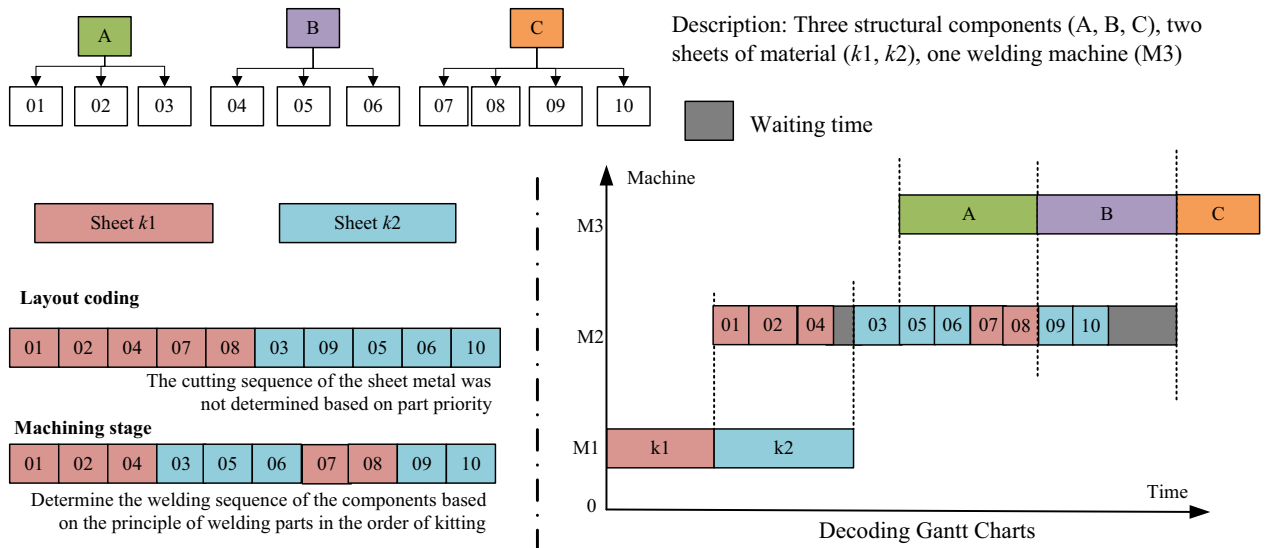 A
B
C
01 02 03 04 05 06 07 08 09 10
Description: Three structural components (A, B, C), two
sheets of material (k1, k2), one welding machine (M3)
Waiting time
Sheet k1
Sheet k2
Layout coding
01 02 04 07 08 03 09 05 06 10
The cutting sequence of the sheet metal was
not determined based on part priority
Machining stage
01 02 04 03 05 06 07 08 09 10
Determine the welding sequence of the components based
on the principle of welding parts in the order of kitting
Machine
M3
A B C
M2
01 02 04 03 05 06 07 08 09 10
M1
k1 k2
0
Time
Decoding Gantt Charts